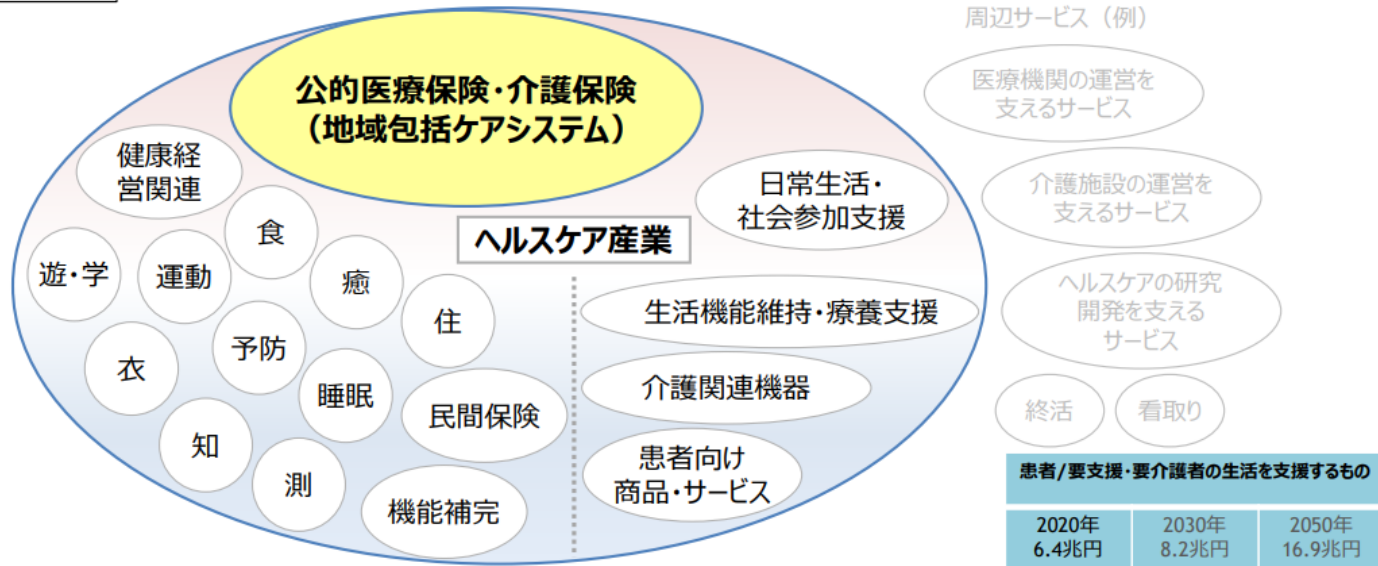 周辺サービス（例）
公的医療保険･介護保険
（地域包括ケアシステム）
医療機関の運営を
支えるサービス
健康経
営関連
日常生活･
社会参加支援
介護施設の運営を
支えるサービス
食
ヘルスケア産業
遊･学
運動
癒
住
生活機能維持･療養支援
ヘルスケアの研究
開発を支える
サービス
衣
予防
睡眠
民間保険
介護関連機器
終活
看取り
知
測
機能補完
患者向け
商品･サービス
患者/要支援･要介護者の生活を支援するもの
2020年
6.4兆円
2030年
8.2兆円
2050年
16.9兆円